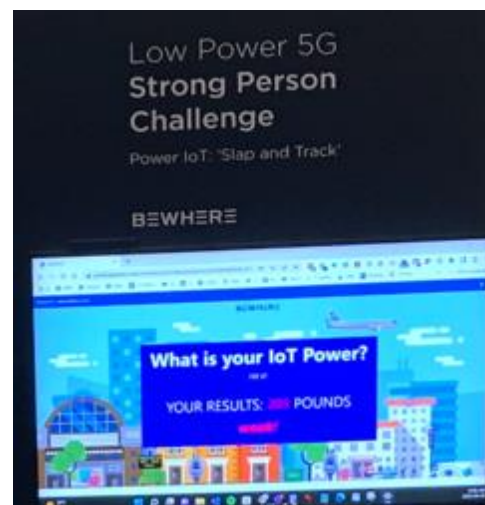 Low Power 5G
Strong Person
Challenge
Power IoT: 'Slap and Track'
BEWHERE
BEWHERE
What is your IoT Power?
YOUR RESULTS: POUNDS